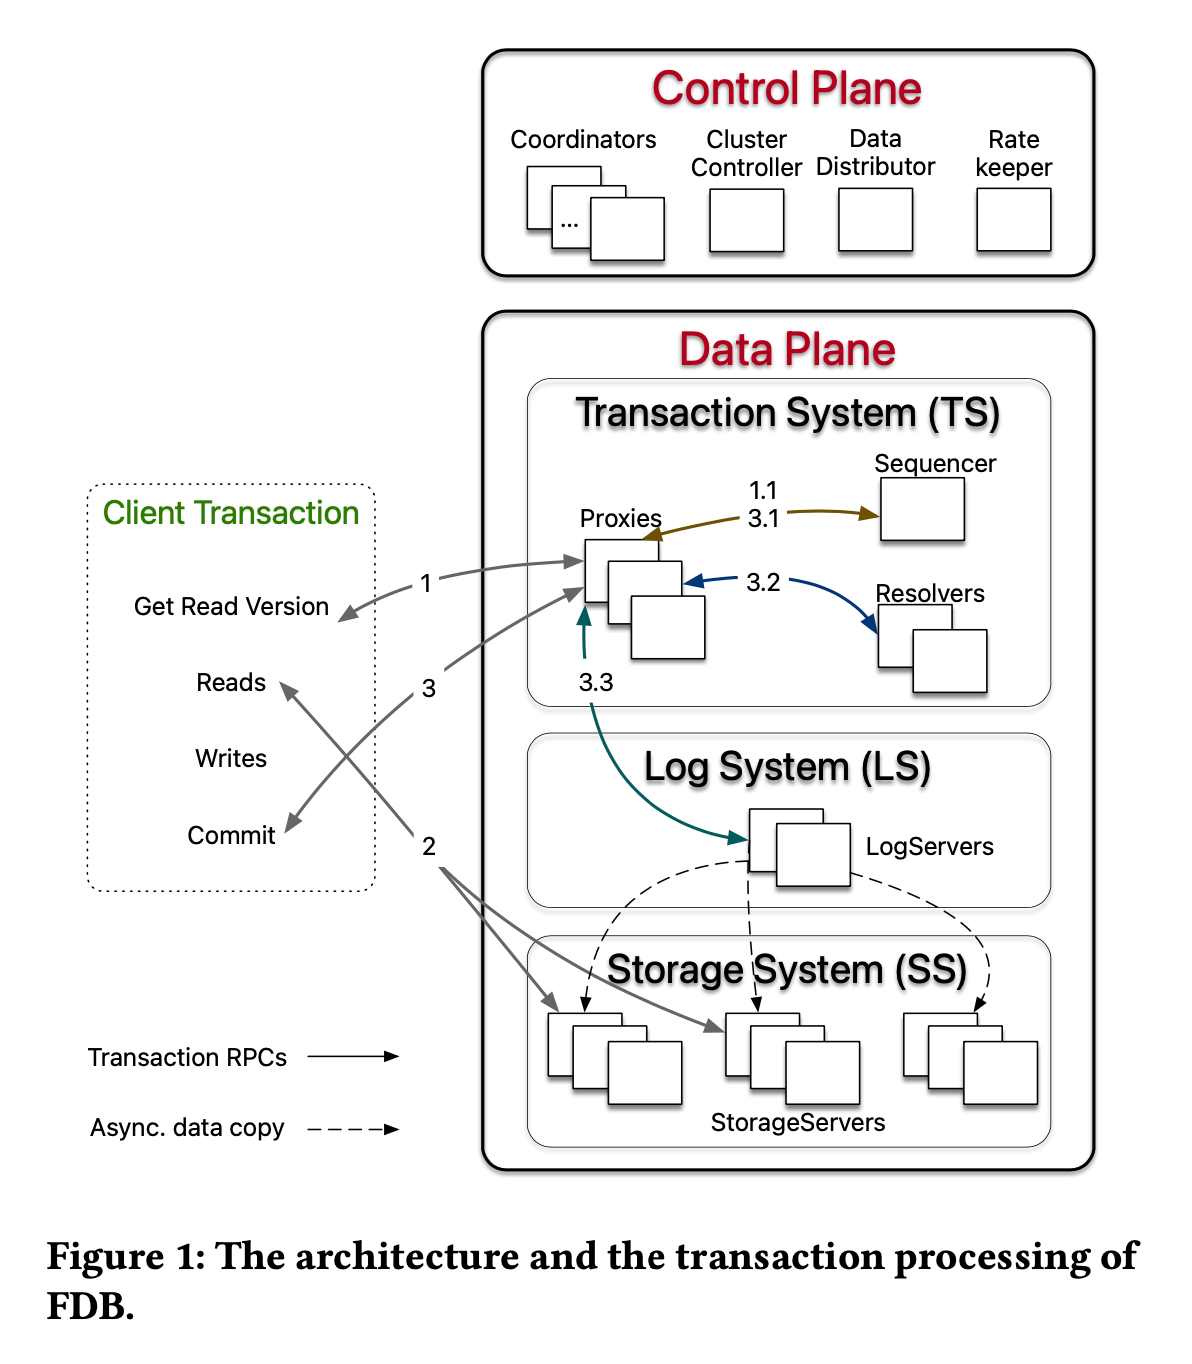 Control Plane
Coordinators
Cluster
Controller
Data
Distributor
Rate
keeper
...
Data Plane
Transaction System (TS)
Sequencer
1.1
3.1
Proxies
3.2
Resolvers
3.3
Client Transaction
Get Read Version
1
Reads
3
Writes
Commit
2
Log System (LS)
LogServers
Storage System (SS)
StorageServers
Transaction RPCs
Async. data copy
Figure 1: The architecture and the transaction processing of
FDB.